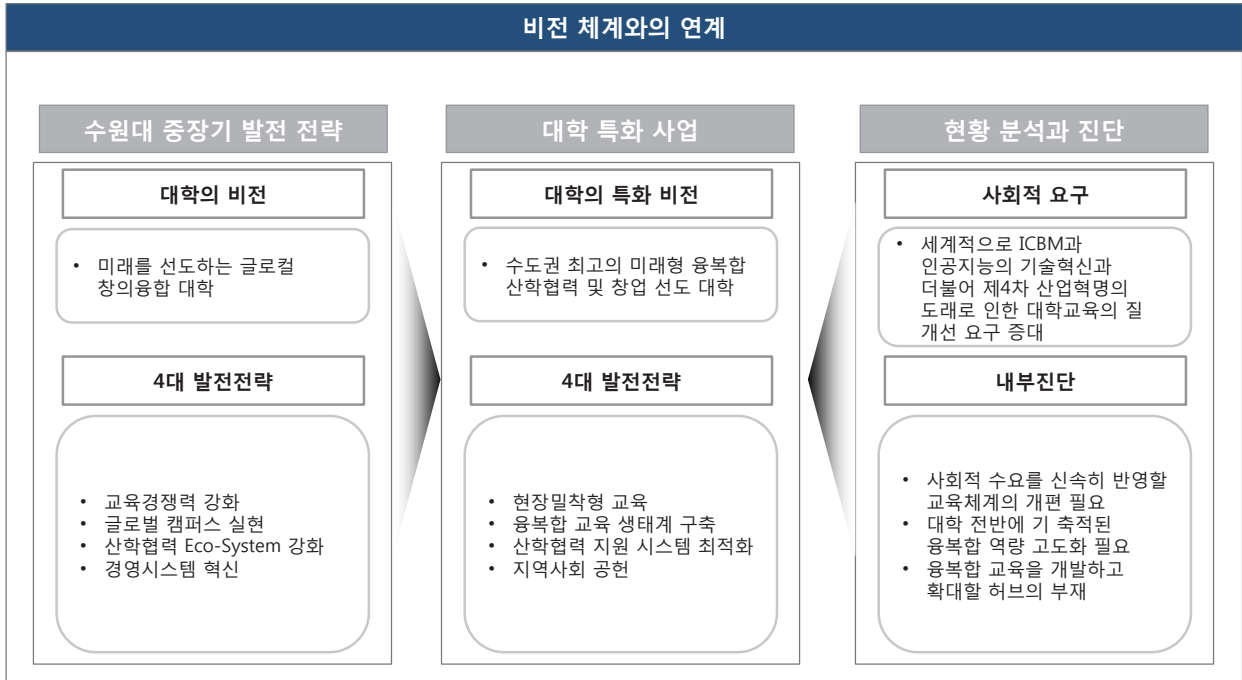 비전 체계와의 연계
수원대 중장기 발전 전략
대학의 비전
• 미래를 선도하는 글로컬
창의융합 대학
4대 발전전략
• 교육경쟁력 강화
• 글로벌 캠퍼스 실현
• 산학협력 Eco-System 강화
• 경영시스템 혁신
대학 특화 사업
대학의 특화 비전
• 수도권 최고의 미래형 융복합
산학협력 및 창업 선도 대학
4대 발전전략
• 현장밀착형 교육
• 융복합 교육 생태계 구축
• 산학협력 지원 시스템 최적화
• 지역사회 공헌
현황 분석과 진단
사회적 요구
• 세계적으로 ICBM과
인공지능의 기술혁신과
더불어 제4차 산업혁명의
도래로 인한 대학교육의 질
개선 요구 증대
내부진단
• 사회적 수요를 신속히 반영할
교육체계의 개편 필요
• 대학 전반에 기 축적된
융복합 역량 고도화 필요
• 융복합 교육을 개발하고
확대할 허브의 부재